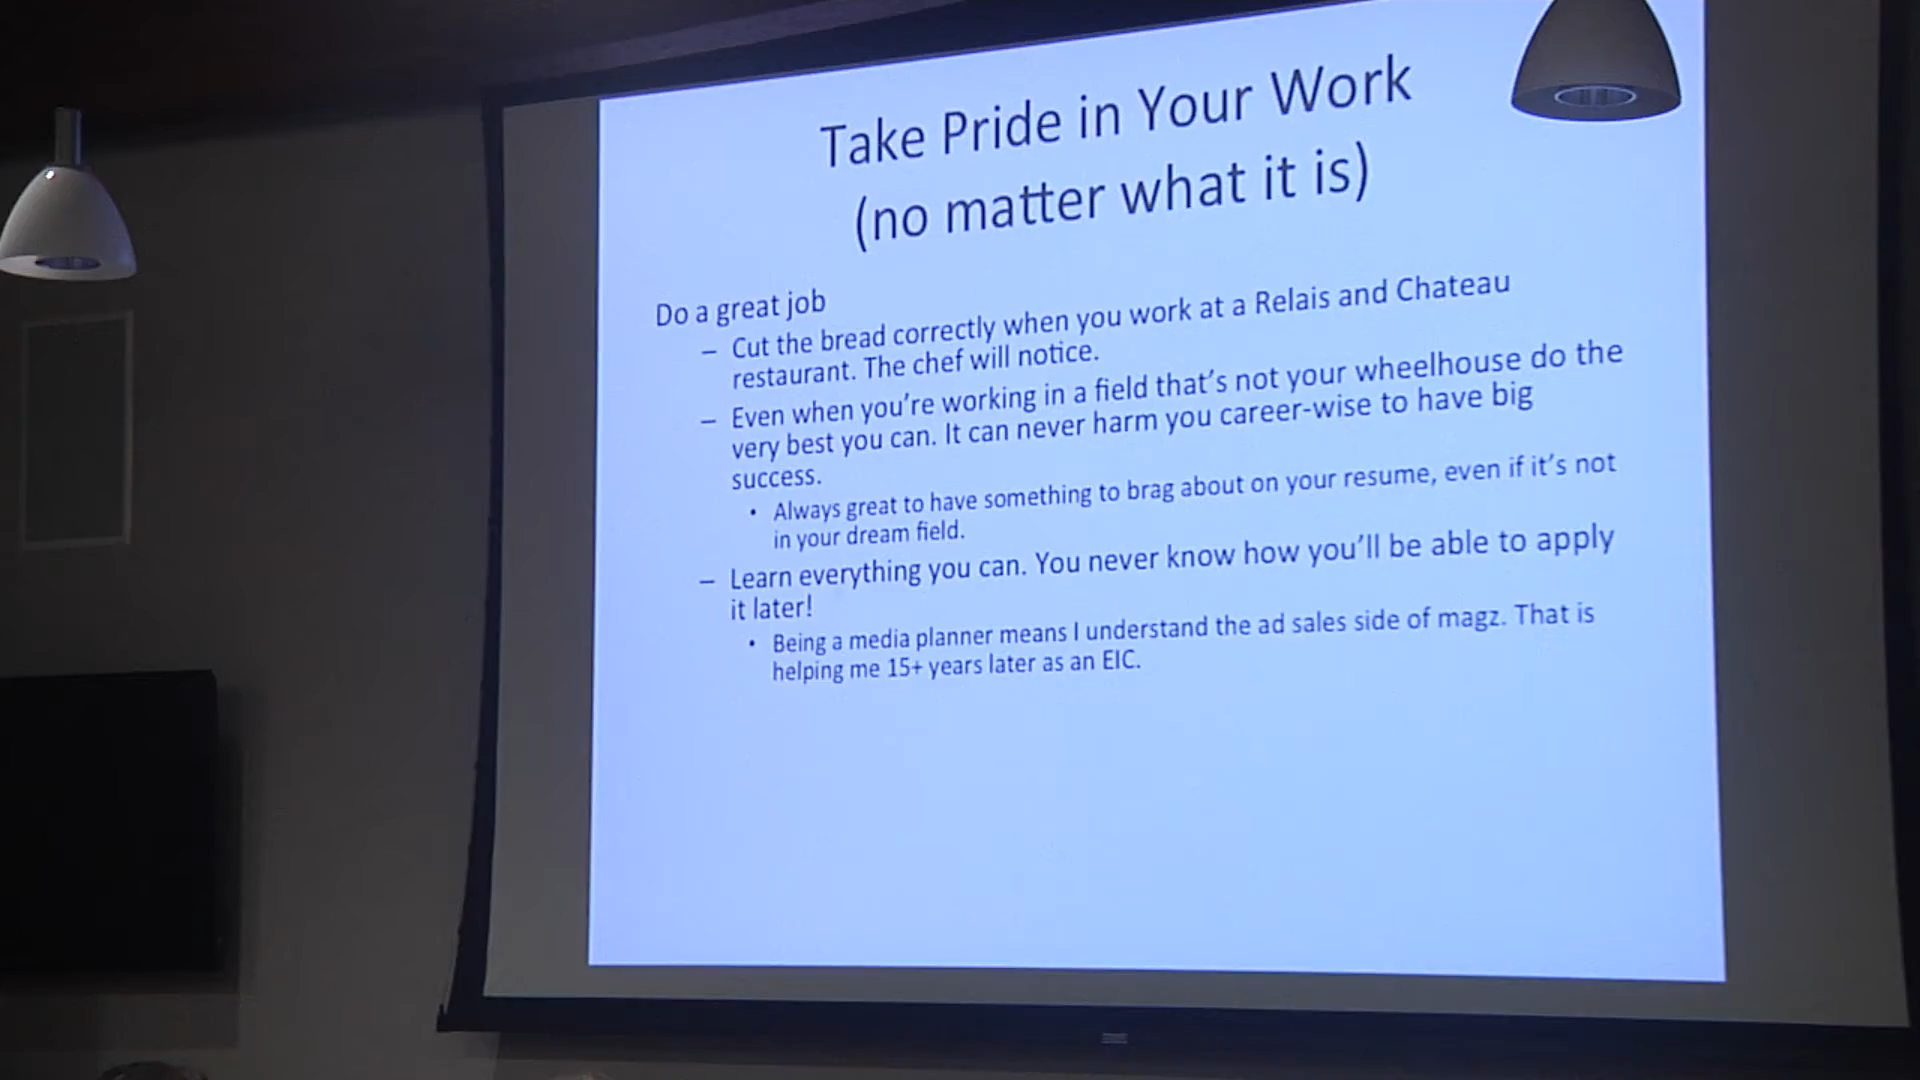 Take Pride in Your Work
(no matter what it is)
Do a great job
– Cut the bread correctly when you work at a Relais and Chateau
restaurant. The chef will notice.
– Even when you're working in a field that's not your wheelhouse do the
very best you can. It can never harm you career-wise to have big
success.
• Always great to have something to brag about on your resume, even if it's not
in your dream field.
– Learn everything you can. You never know how you'll be able to apply
it later!
• Being a media planner means I understand the ad sales side of magz. That is
helping me 15+ years later as an EIC.